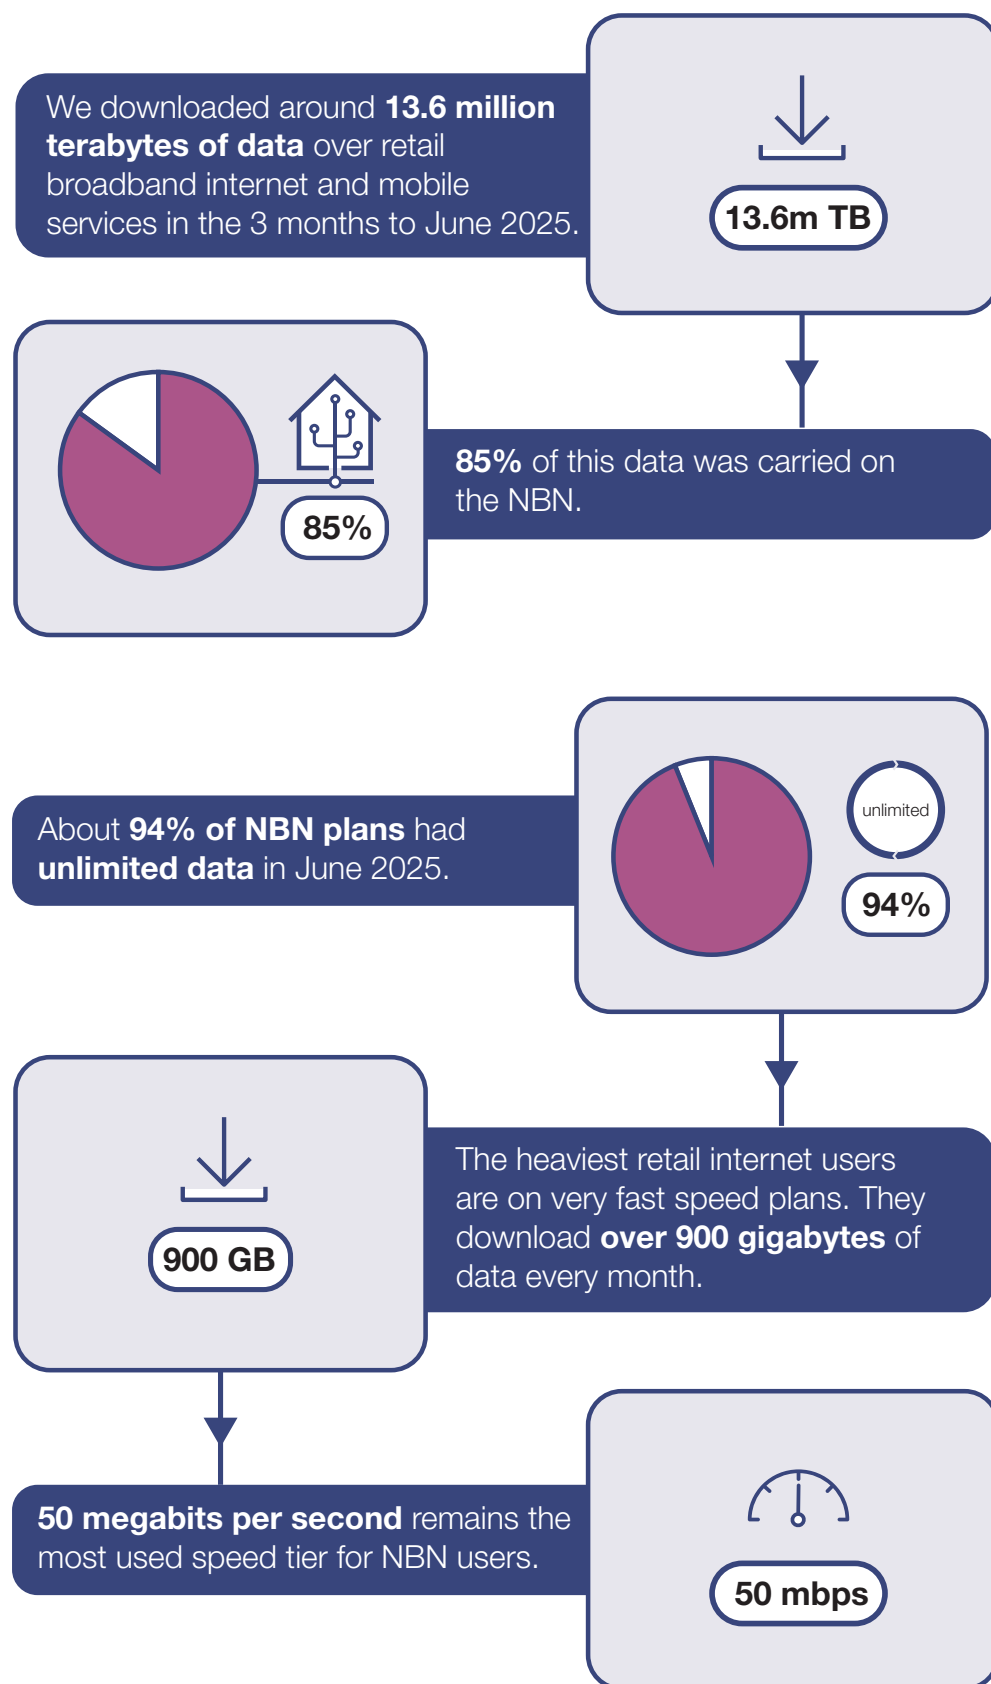 We downloaded around 13.6 million
terabytes of data over retail
broadband internet and mobile
services in the 3 months to June 2025.
13.6m TB
85%
85% of this data was carried on
the NBN.
About 94% of NBN plans had
unlimited data in June 2025.
unlimited
94%
900 GB
The heaviest retail internet users
are on very fast speed plans. They
download over 900 gigabytes of
data every month.
50 megabits per second remains the
most used speed tier for NBN users.
50 mbps